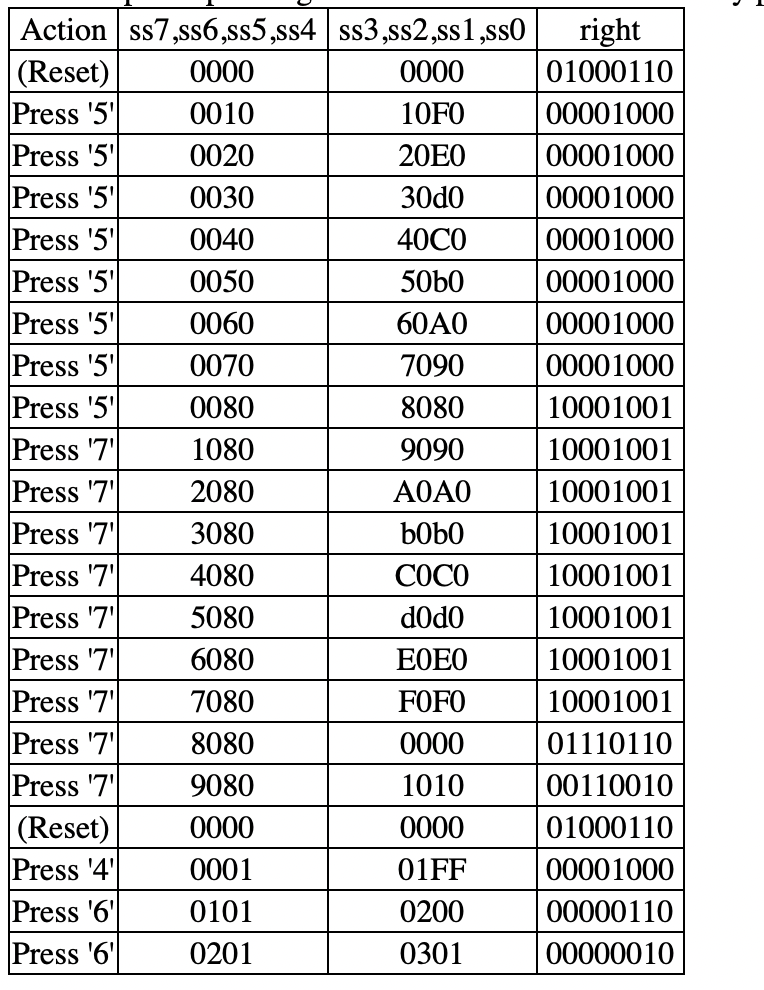 Action ss7,ss6,ss5,ss4 ss3,ss2,ss1,ss0 right
(Reset) 0000 0000 01000110
Press '5' 0010 10F0 00001000
Press '5' 0020 20E0 00001000
Press '5' 0030 30d0 00001000
Press '5' 0040 40C0 00001000
Press '5' 0050 50b0 00001000
Press '5' 0060 60A0 00001000
Press '5' 0070 7090 00001000
Press '5' 0080 8080 10001001
Press '7' 1080 9090 10001001
Press '7' 2080 A0A0 10001001
Press '7' 3080 b0b0 10001001
Press '7' 4080 C0C0 10001001
Press '7' 5080 d0d0 10001001
Press '7' 6080 E0E0 10001001
Press '7' 7080 F0F0 10001001
Press '7' 8080 0000 01110110
Press '7' 9080 1010 00110010
(Reset) 0000 0000 01000110
Press '4' 0001 01FF 00001000
Press '6' 0101 0200 00000110
Press '6' 0201 0301 00000010